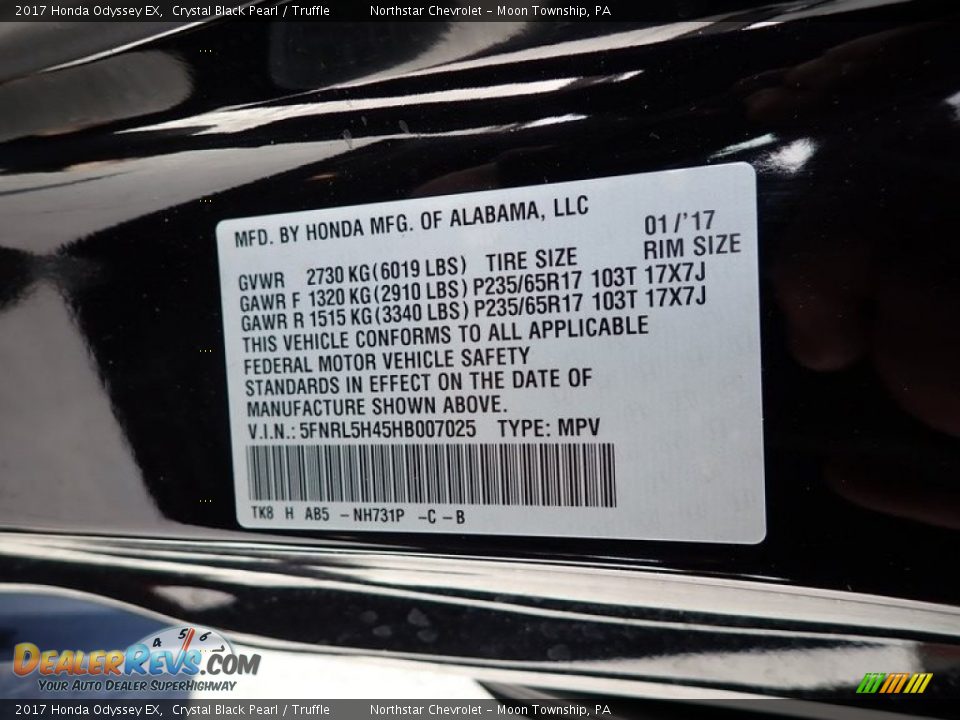 2017 Honda Odyssey EX, Crystal Black Pearl / Truffle Northstar Chevrolet – Moon Township, PA
MFD. BY HONDA MFG. OF ALABAMA, LLC 01/'17
GVWR 2730 KG(6019 LBS) TIRE SIZE RIM SIZE
GAWR F 1320 KG(2910 LBS) P235/65R17 103T 17X7J
GAWR R 1515 KG(3340 LBS) P235/65R17 103T 17X7J
THIS VEHICLE CONFORMS TO ALL APPLICABLE
FEDERAL MOTOR VEHICLE SAFETY
STANDARDS IN EFFECT ON THE DATE OF
MANUFACTURE SHOWN ABOVE.
V.I.N.: 5FNRL5H45HB007025 TYPE: MPV
TK8 H AB5 –NH731P –C–B
4 5 6
DEALERREVS.COM
YOUR AUTO DEALER SUPERHIGHWAY
2017 Honda Odyssey EX, Crystal Black Pearl / Truffle Northstar Chevrolet – Moon Township, PA